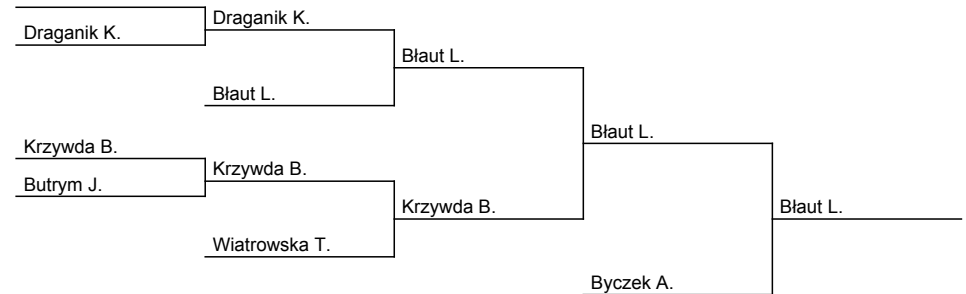 Draganik K.
Draganik K.
Błaut L.
Błaut L.
Krzywda B.
Butrym J.
Krzywda B.
Wiatrowska T.
Krzywda B.
Błaut L.
Byczek A.
Błaut L.